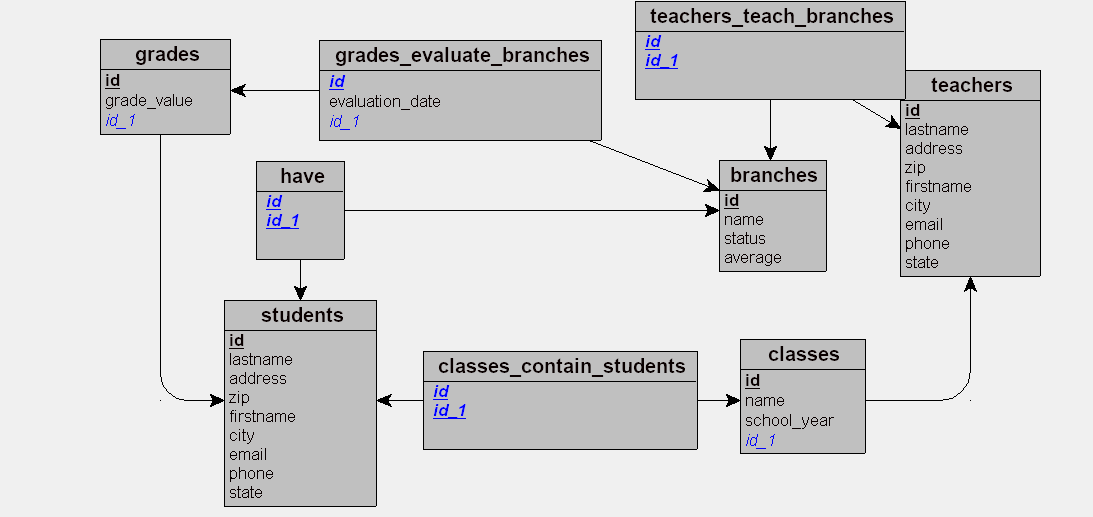 teachers_teach_branches
id
id_1
grades
id
grade_value
id_1
grades_evaluate_branches
id
evaluation_date
id_1
teachers
id
lastname
address
zip
firstname
city
email
phone
state
have
id
id_1
branches
id
name
status
average
students
id
lastname
address
zip
firstname
city
email
phone
state
classes_contain_students
id
id_1
classes
id
name
school_year
id_1